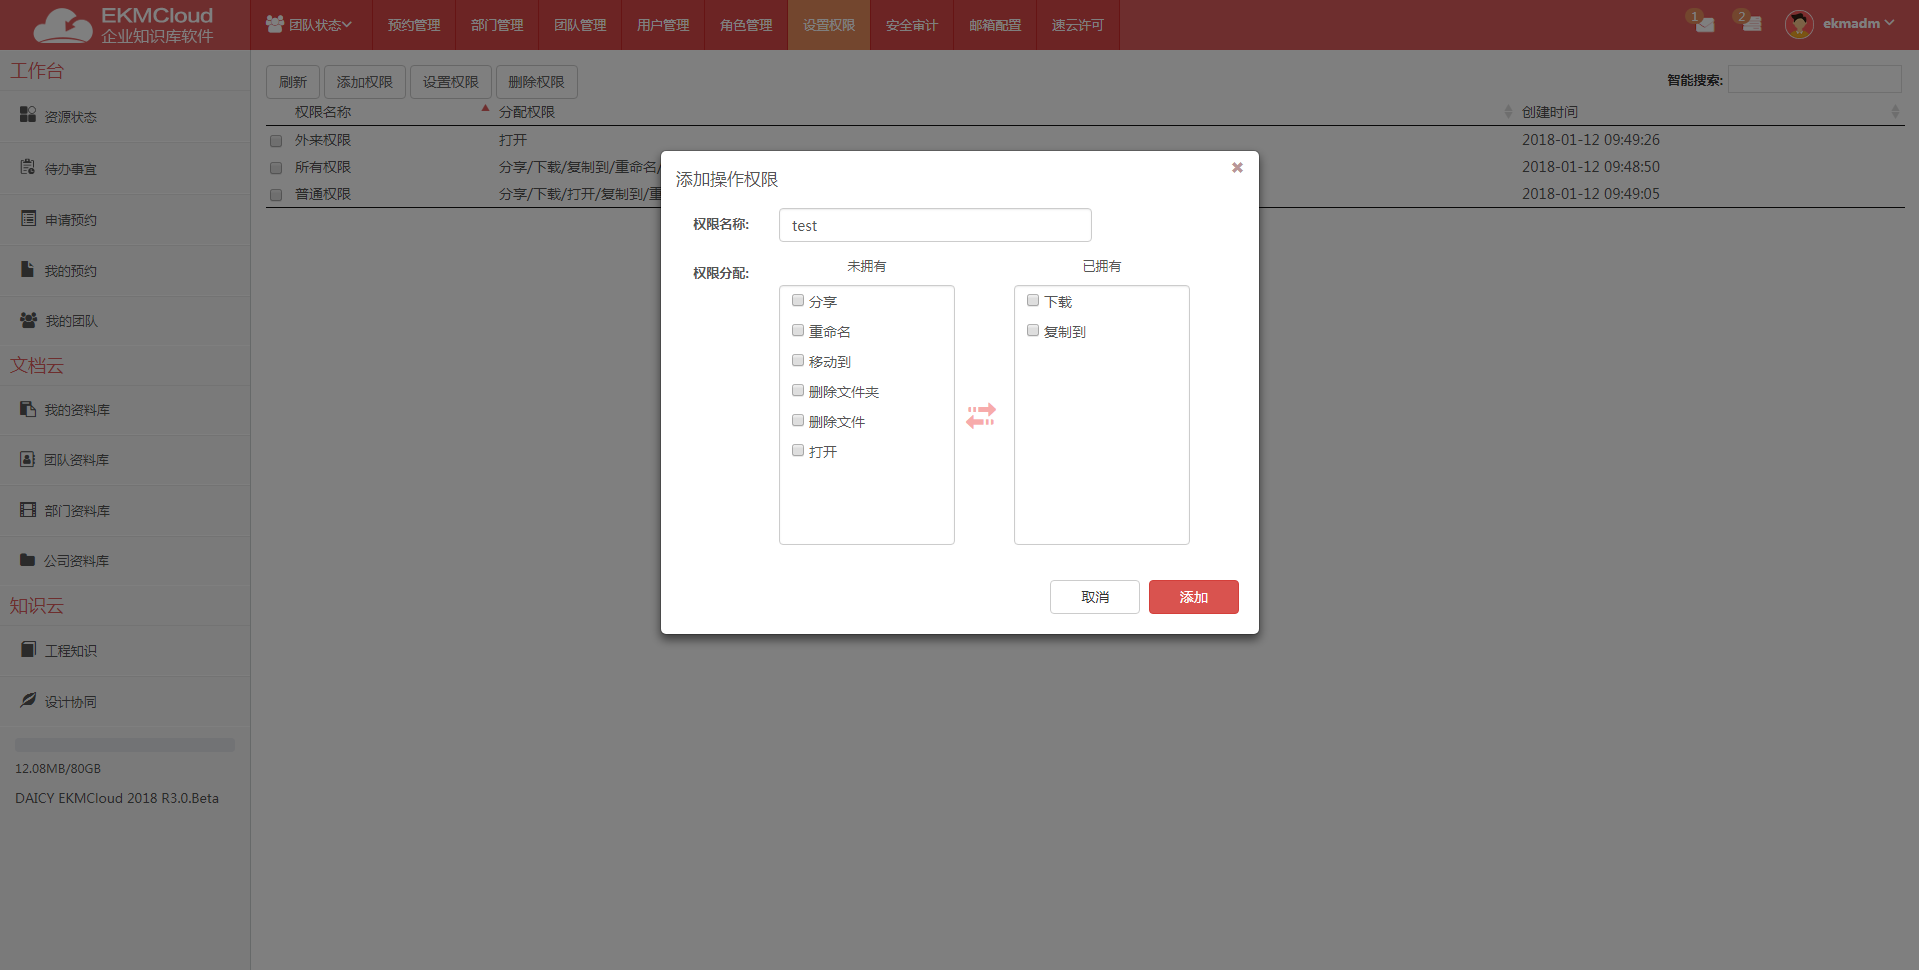 EKMCloud
企业知识库软件
团队状态 预约管理 部门管理 团队管理 用户管理 角色管理 设置权限 安全审计 邮箱配置 速云许可
1 2 ekmadm
工作台
资源状态
待办事宜
申请预约
我的预约
我的团队
文档云
我的资料库
团队资料库
部门资料库
公司资料库
知识云
工程知识
设计协同
12.08MB/80GB
DAICY EKMCloud 2018 R3.0.Beta
刷新 添加权限 设置权限 删除权限
智能搜索:
权限名称 分配权限 创建时间
外来权限 打开 2018-01-12 09:49:26
所有权限 分享/下载/复制到/重命名/ 2018-01-12 09:48:50
普通权限 分享/下载/打开/复制到/重 2018-01-12 09:49:05
添加操作权限
权限名称: test
权限分配: 未拥有 已拥有
分享
重命名
移动到
删除文件夹
删除文件
打开
下载
复制到
取消 添加